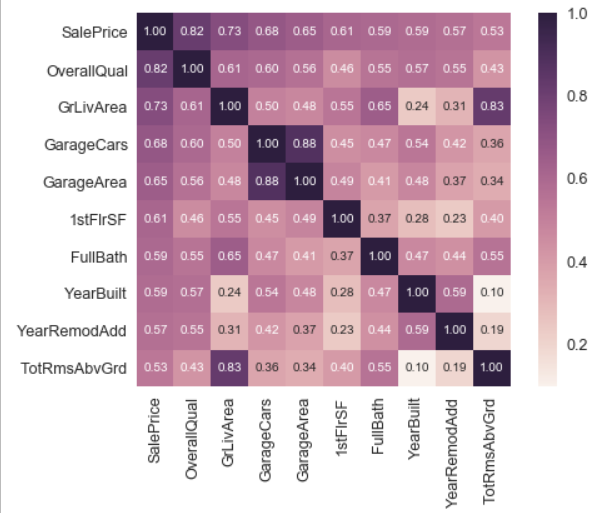 SalePrice 1.00 0.82 0.73 0.68 0.65 0.61 0.59 0.59 0.57 0.53 1.0
OverallQual 0.82 1.00 0.61 0.60 0.56 0.46 0.55 0.57 0.55 0.43
GrLivArea 0.73 0.61 1.00 0.50 0.48 0.55 0.65 0.24 0.31 0.83 0.8
GarageCars 0.68 0.60 0.50 1.00 0.88 0.45 0.47 0.54 0.42 0.36
GarageArea 0.65 0.56 0.48 0.88 1.00 0.49 0.41 0.48 0.37 0.34 0.6
1stFlrSF 0.61 0.46 0.55 0.45 0.49 1.00 0.37 0.28 0.23 0.40
FullBath 0.59 0.55 0.65 0.47 0.41 0.37 1.00 0.47 0.44 0.55 0.4
YearBuilt 0.59 0.57 0.24 0.54 0.48 0.28 0.47 1.00 0.59 0.10
YearRemodAdd 0.57 0.55 0.31 0.42 0.37 0.23 0.44 0.59 1.00 0.19 0.2
TotRmsAbvGrd 0.53 0.43 0.83 0.36 0.34 0.40 0.55 0.10 0.19 1.00
SalePrice OverallQual GrLivArea GarageCars GarageArea 1stFlrSF FullBath YearBuilt YearRemodAdd TotRmsAbvGrd